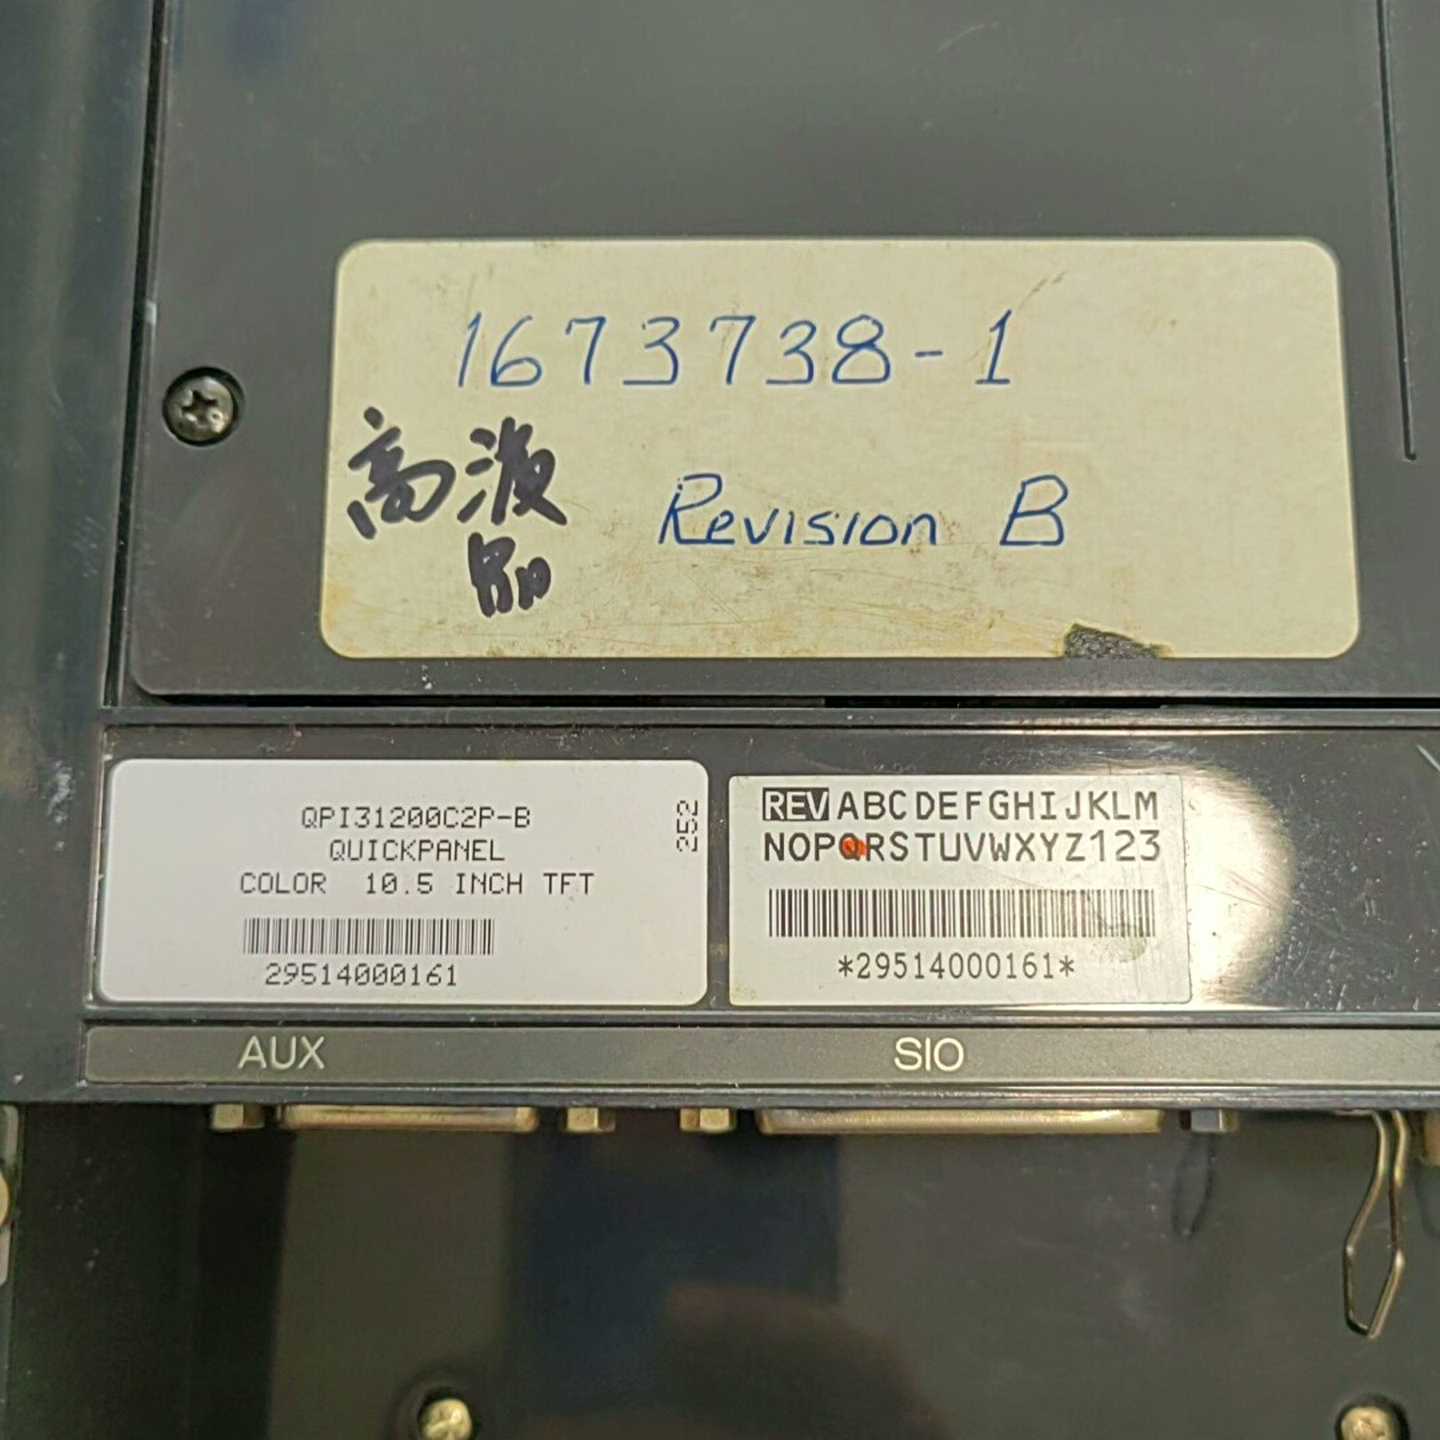 1673738-1
高波
Revision B
QPI31200C2P-B
QUICKPANEL
COLOR 10.5 INCH TFT
29514000161
252
REV ABCDEFGHIJKLM
NOPQRSTUVWXYZ123
*29514000161*
AUX
SIO